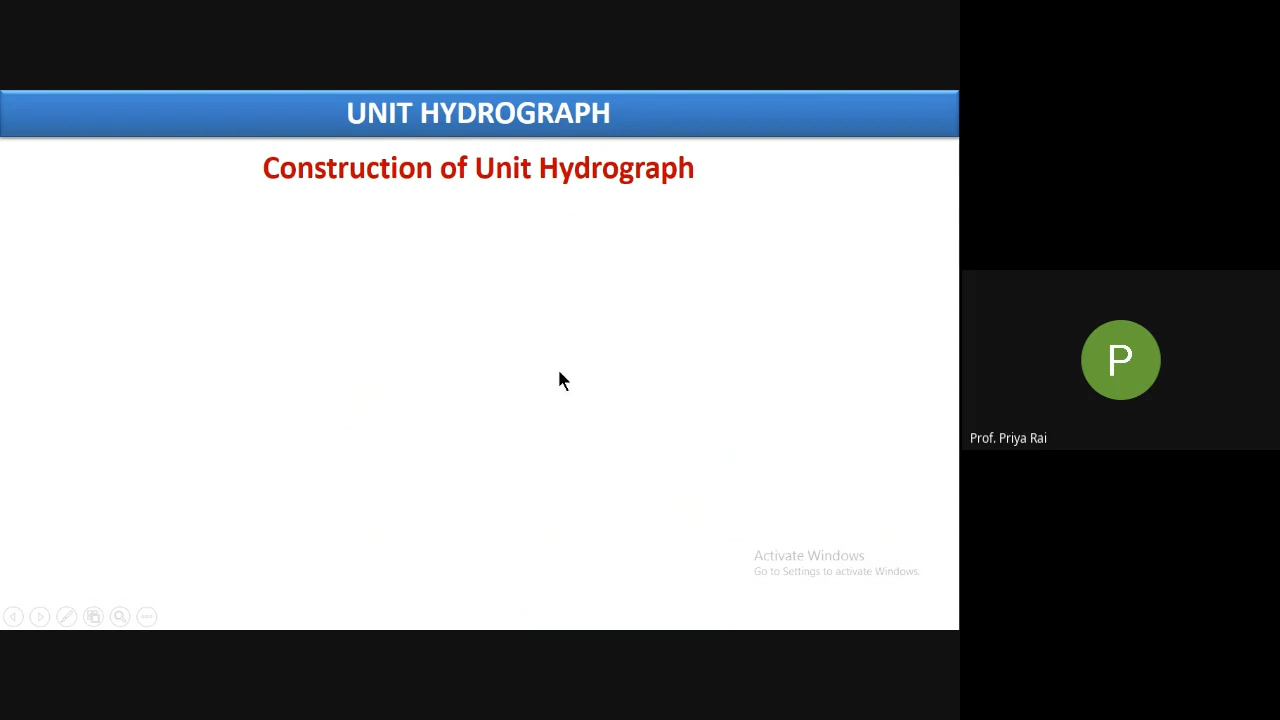 UNIT HYDROGRAPH
Construction of Unit Hydrograph
P
Prof. Priya Rai
Activate Windows
Go to Settings to activate Windows.